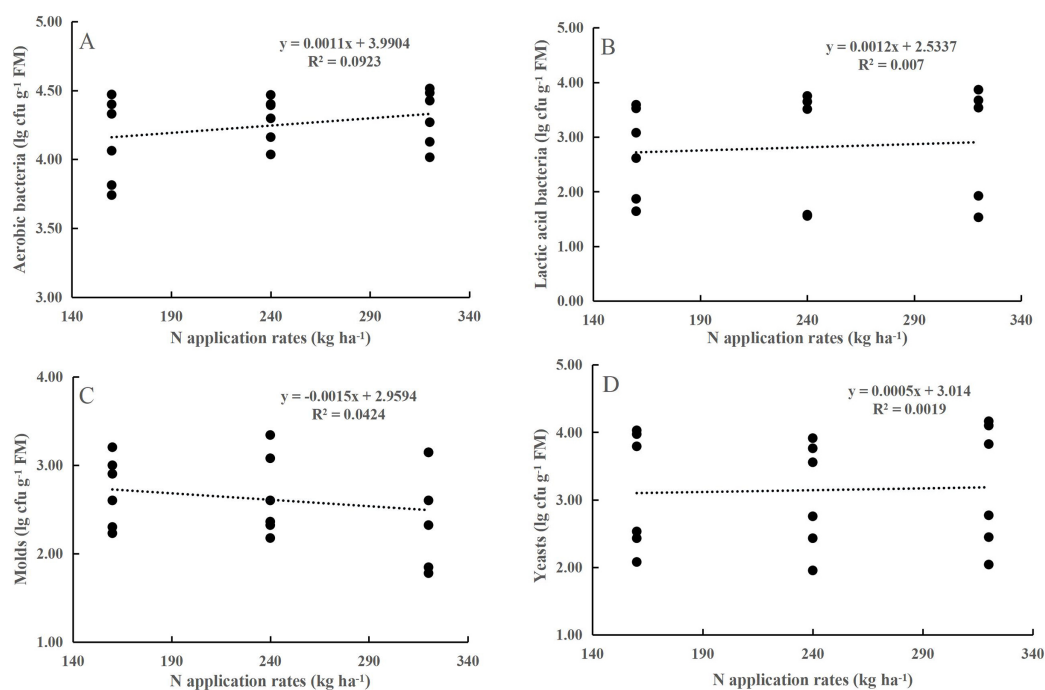 A
y = 0.0011x + 3.9904
R² = 0.0923
5.00
4.50
4.00
3.50
3.00
140
190
240
290
340
Aerobic bacteria (lg cfu g⁻¹ FM)
N application rates (kg ha⁻¹)
B
y = 0.0012x + 2.5337
R² = 0.007
5.00
4.00
3.00
2.00
1.00
0.00
140
190
240
290
340
Lactic acid bacteria (lg cfu g⁻¹ FM)
N application rates (kg ha⁻¹)
C
y = -0.0015x + 2.9594
R² = 0.0424
4.00
3.00
2.00
1.00
140
190
240
290
340
Molds (lg cfu g⁻¹ FM)
N application rates (kg ha⁻¹)
D
y = 0.0005x + 3.014
R² = 0.0019
5.00
4.00
3.00
2.00
1.00
140
190
240
290
340
Yeasts (lg cfu g⁻¹ FM)
N application rates (kg ha⁻¹)